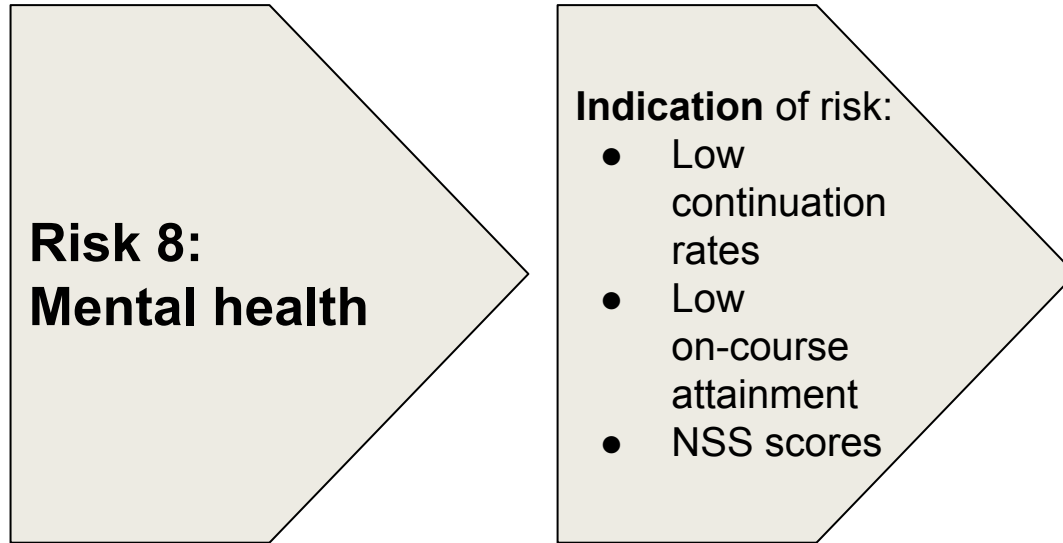 Risk 8:
Mental health
Indication of risk:
● Low
continuation
rates
● Low
on-course
attainment
● NSS scores